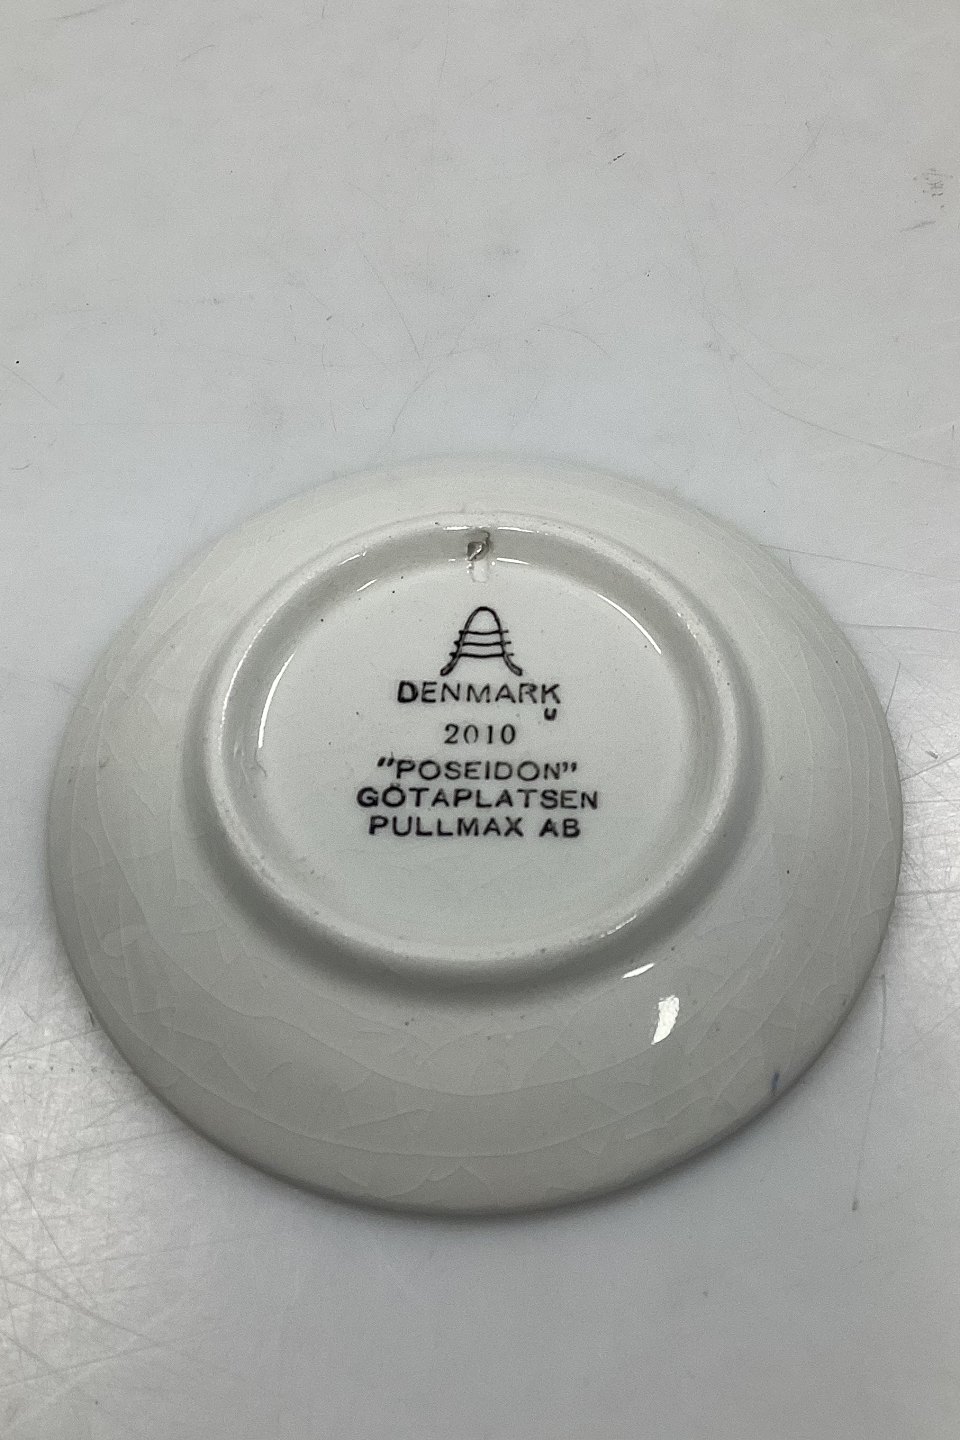 DENMARK
U
2010
"POSEIDON"
GÖTAPLATSEN
PULLMAX AB